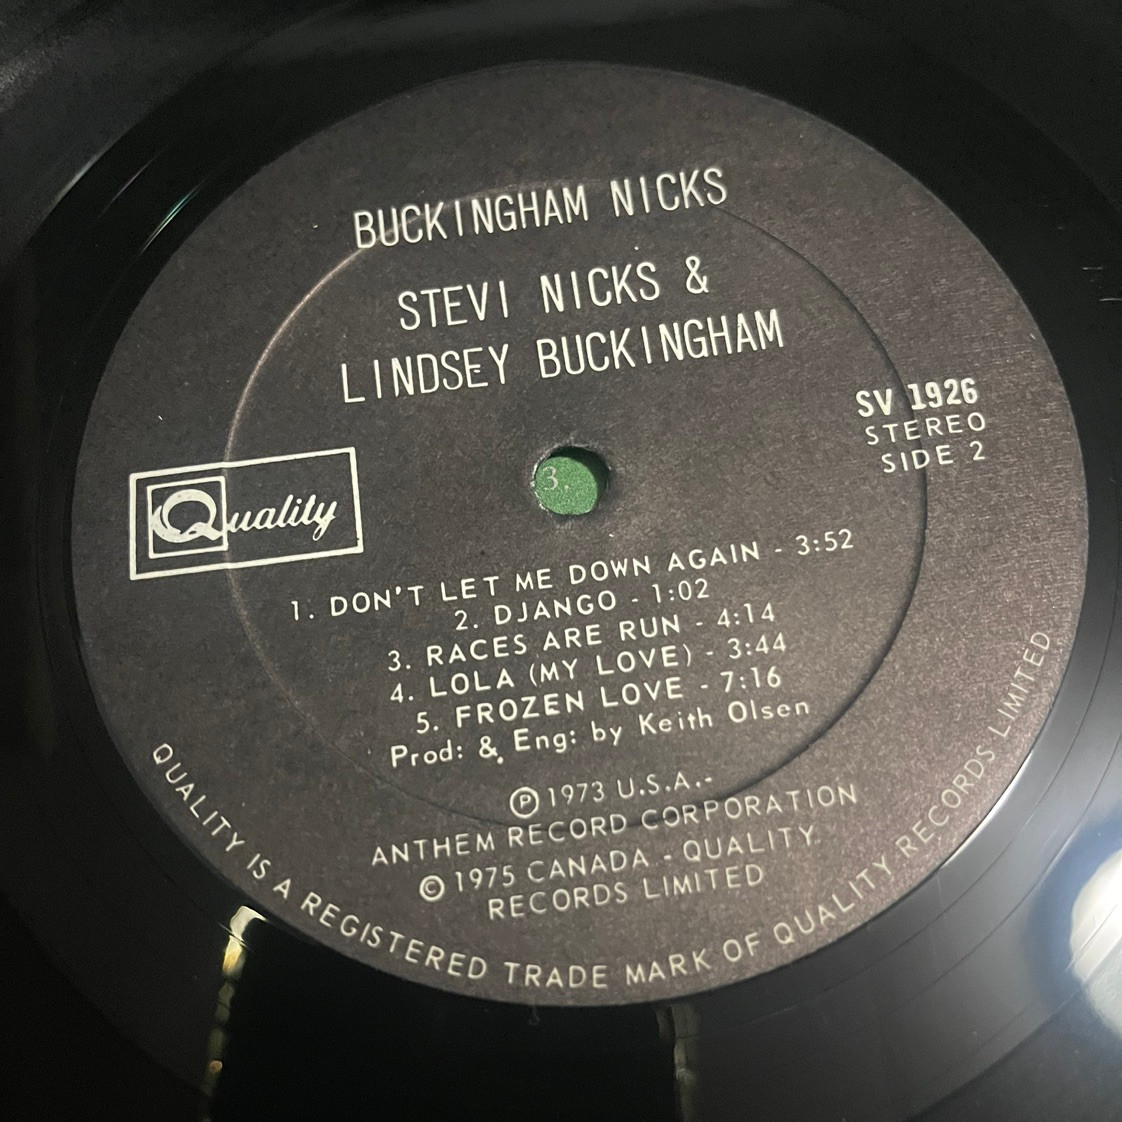 BUCKINGHAM NICKS
STEVI NICKS &
LINDSEY BUCKINGHAM
SV 1926
STEREO
SIDE 2
Quality
3.
1. DON'T LET ME DOWN AGAIN - 3:52
2. DJANGO - 1:02
3. RACES ARE RUN - 4:14
4. LOLA (MY LOVE) - 3:44
5. FROZEN LOVE - 7:16
Prod: & Eng: by Keith Olsen
Ⓟ 1973 U.S.A.-
ANTHEM RECORD CORPORATION
© 1975 CANADA - QUALITY
RECORDS LIMITED
QUALITY IS A REGISTERED TRADE MARK OF QUALITY RECORDS LIMITED